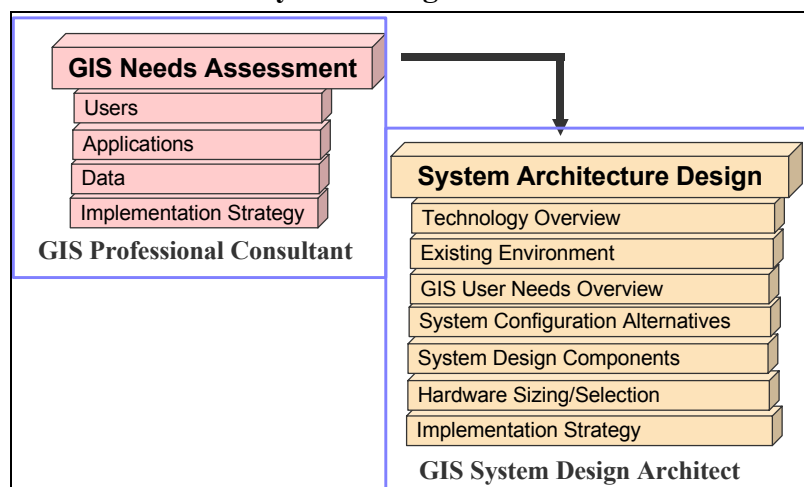 GIS Needs Assessment
Users
Applications
Data
Implementation Strategy
GIS Professional Consultant
System Architecture Design
Technology Overview
Existing Environment
GIS User Needs Overview
System Configuration Alternatives
System Design Components
Hardware Sizing/Selection
Implementation Strategy
GIS System Design Architect